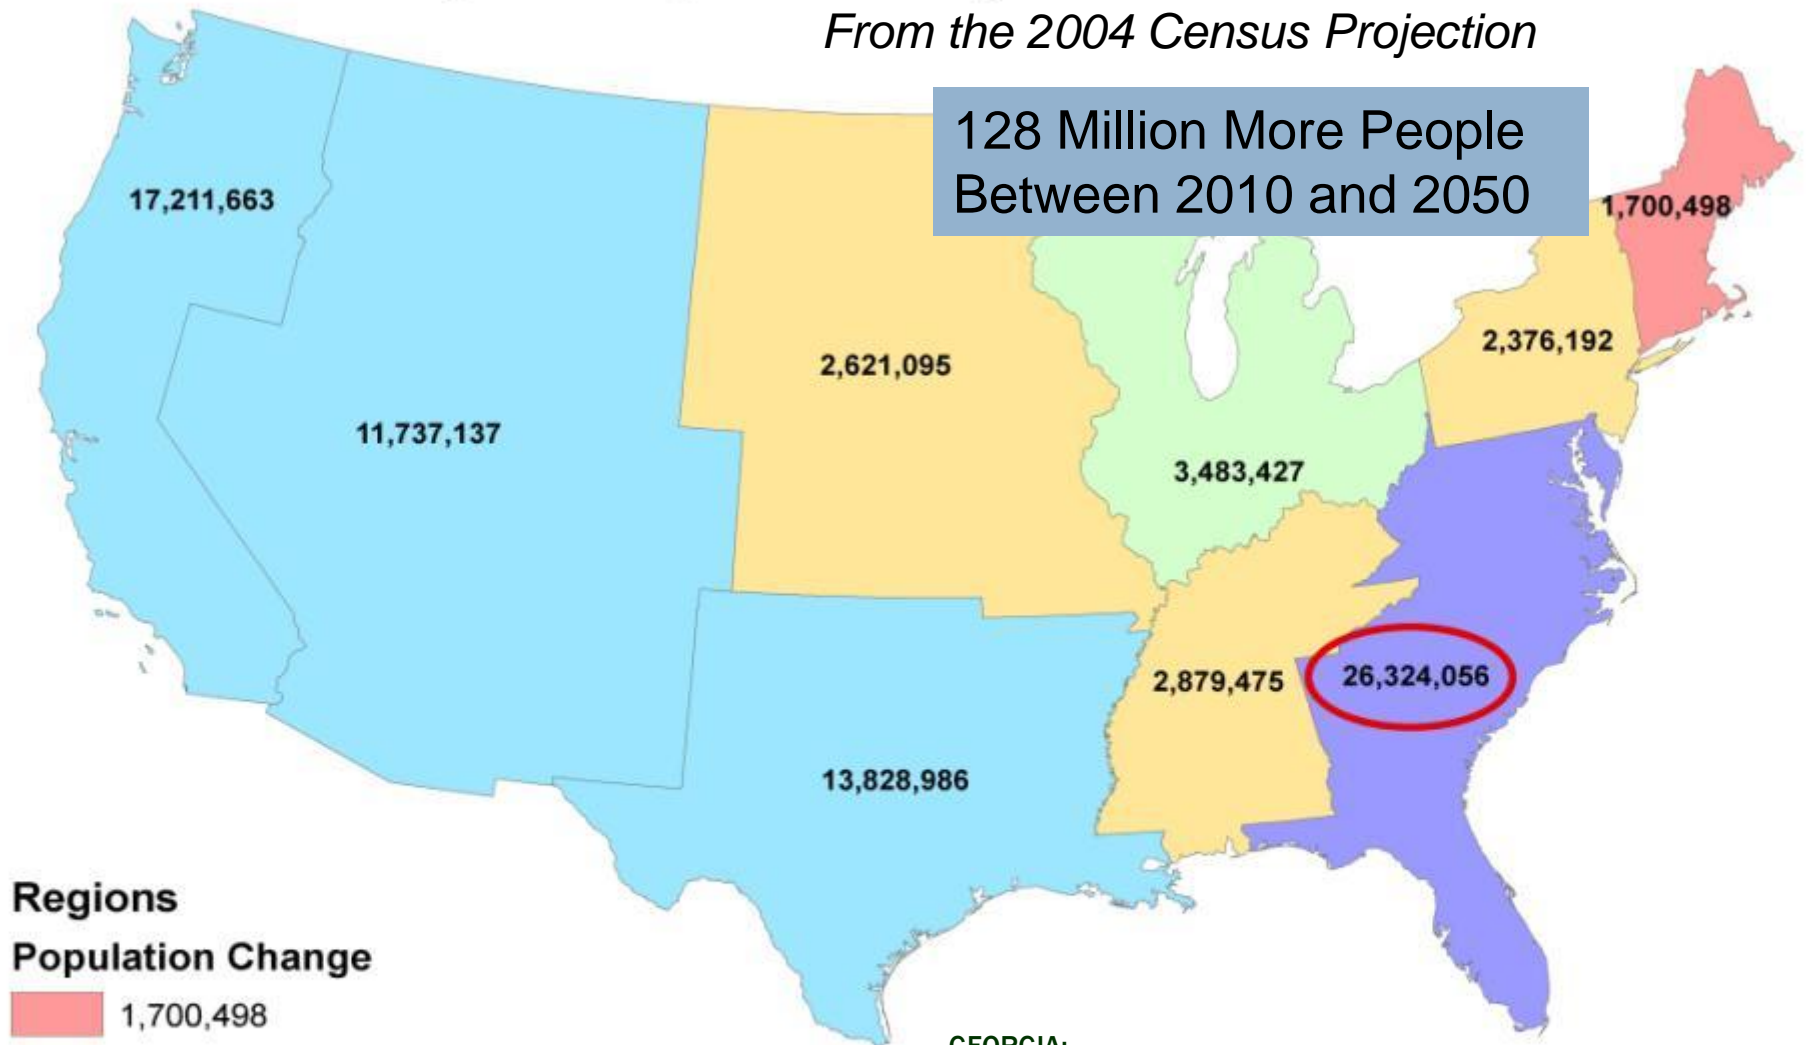 From the 2004 Census Projection
128 Million More People
Between 2010 and 2050
17,211,663
1,700,498
2,376,192
2,621,095
11,737,137
3,483,427
2,879,475
26,324,056
13,828,986
Regions
Population Change
1,700,498
GEORGIA: